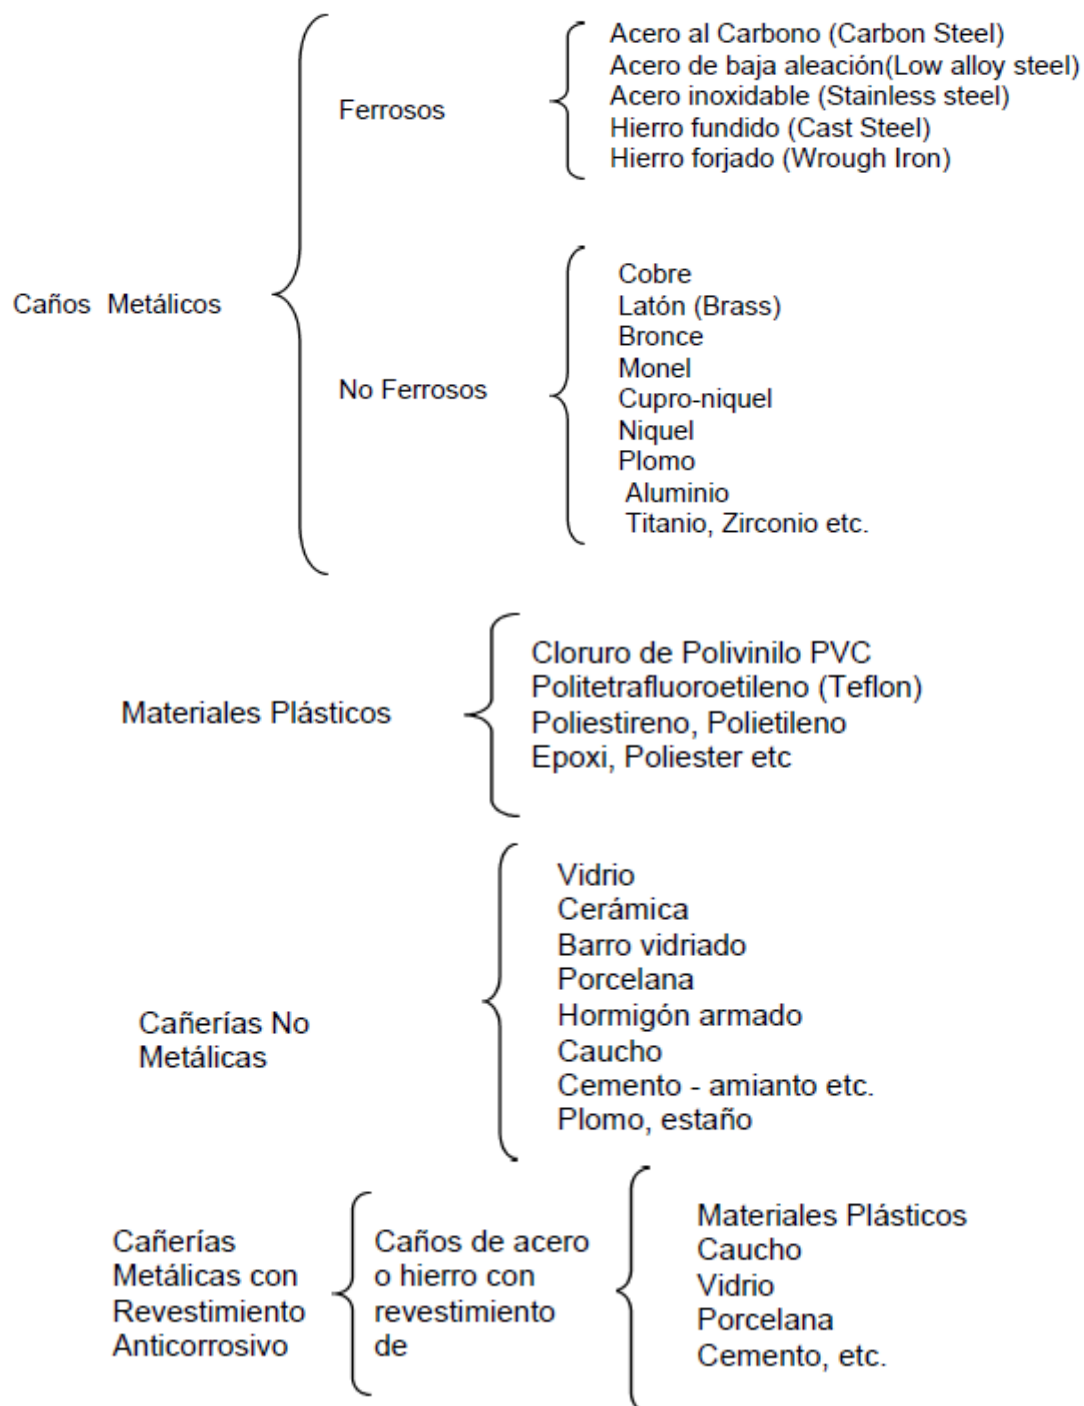 Caños Metálicos
Ferrosos
Acero al Carbono (Carbon Steel)
Acero de baja aleación(Low alloy steel)
Acero inoxidable (Stainless steel)
Hierro fundido (Cast Steel)
Hierro forjado (Wrough Iron)
No Ferrosos
Cobre
Latón (Brass)
Bronce
Monel
Cupro-niquel
Niquel
Plomo
Aluminio
Titanio, Zirconio etc.
Materiales Plásticos
Cloruro de Polivinilo PVC
Politetrafluoroetileno (Teflon)
Poliestireno, Polietileno
Epoxi, Poliester etc
Cañerías No
Metálicas
Vidrio
Cerámica
Barro vidriado
Porcelana
Hormigón armado
Caucho
Cemento - amianto etc.
Plomo, estaño
Cañerías
Metálicas con
Revestimiento
Anticorrosivo
Caños de acero
o hierro con
revestimiento
de
Materiales Plásticos
Caucho
Vidrio
Porcelana
Cemento, etc.